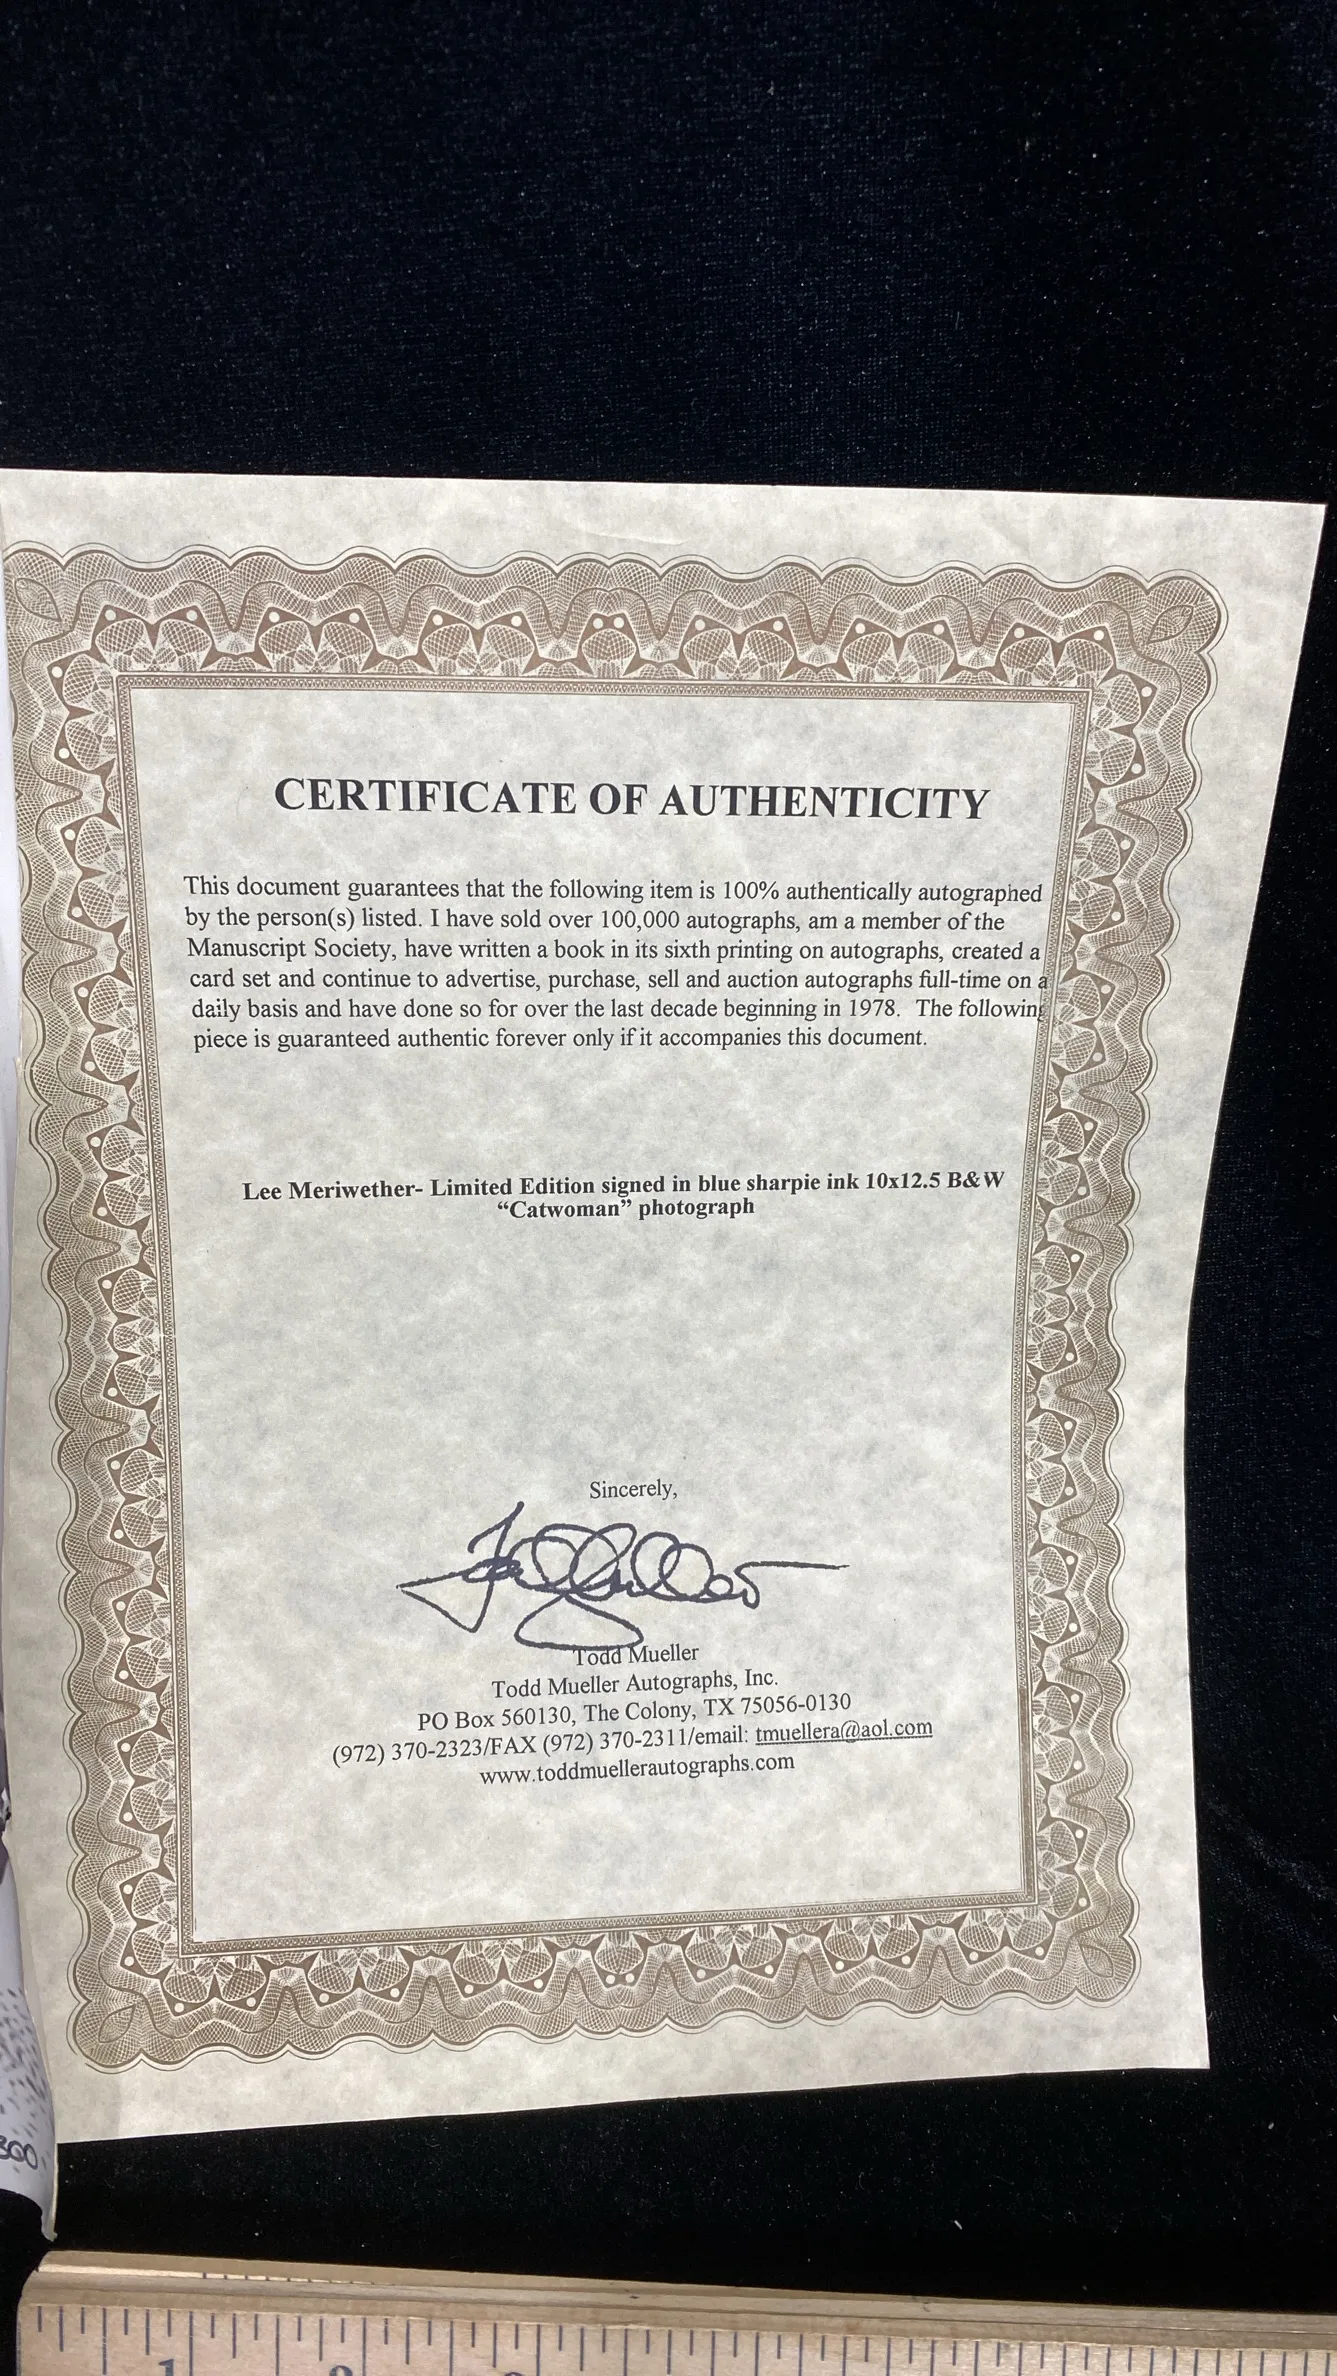 CERTIFICATE OF AUTHENTICITY
This document guarantees that the following item is 100% authentically autographed
by the person(s) listed. I have sold over 100,000 autographs, am a member of the
Manuscript Society, have written a book in its sixth printing on autographs, created a
card set and continue to advertise, purchase, sell and auction autographs full-time on a
daily basis and have done so for over the last decade beginning in 1978. The following
piece is guaranteed authentic forever only if it accompanies this document.
Lee Meriwether- Limited Edition signed in blue sharpie ink 10x12.5 B&W
“Catwoman” photograph
Sincerely,
Todd Mueller
Todd Mueller Autographs, Inc.
PO Box 560130, The Colony, TX 75056-0130
(972) 370-2323/FAX (972) 370-2311/email: tmuellera@aol.com
www.toddmuellerautographs.com
300
1 2